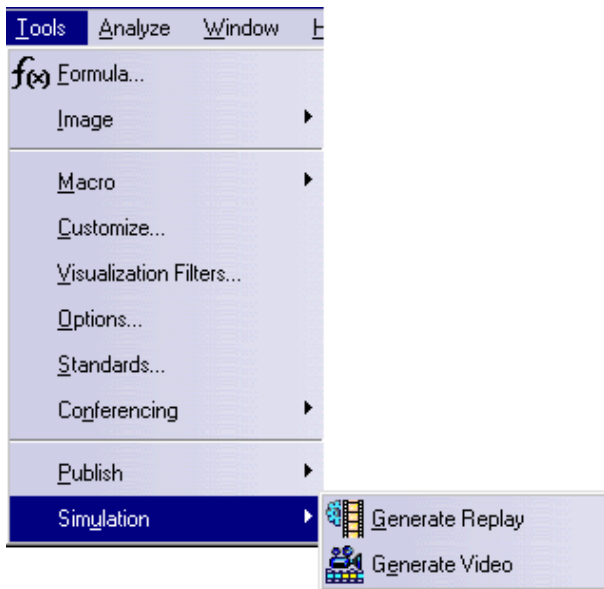 Tools Analyze Window
f(x) Formula...
Image
Macro
Customize...
Visualization Filters...
Options...
Standards...
Conferencing
Publish
Simulation
Generate Replay
Generate Video